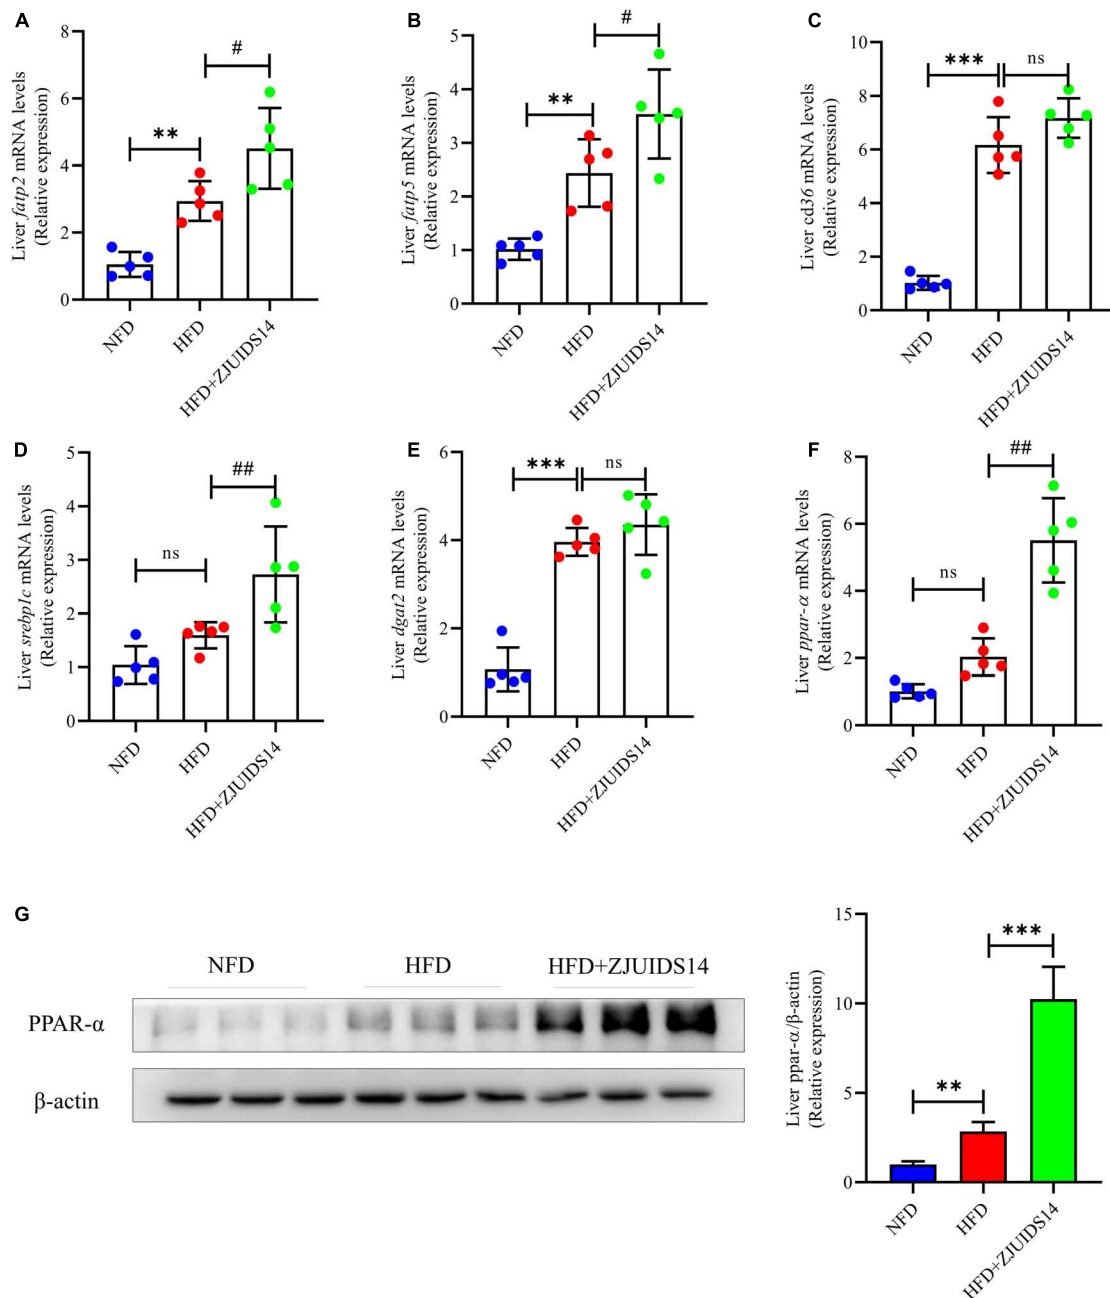 A
Liver fatp2 mRNA levels
(Relative expression)
8
6
4
2
0
**
#
NFD
HFD
HFD+ZJUIDS14
B
Liver fatp5 mRNA levels
(Relative expression)
5
4
3
2
1
0
**
#
NFD
HFD
HFD+ZJUIDS14
C
Liver cd36 mRNA levels
(Relative expression)
10
8
6
4
2
0
***
ns
NFD
HFD
HFD+ZJUIDS14
D
Liver srebp1c mRNA levels
(Relative expression)
5
4
3
2
1
0
ns
##
NFD
HFD
HFD+ZJUIDS14
E
Liver dgat2 mRNA levels
(Relative expression)
6
4
2
0
***
ns
NFD
HFD
HFD+ZJUIDS14
F
Liver ppar-α mRNA levels
(Relative expression)
8
6
4
2
0
ns
##
NFD
HFD
HFD+ZJUIDS14
G
NFD HFD HFD+ZJUIDS14
PPAR-α
β-actin
Liver ppar-α/β-actin
(Relative expression)
15
10
5
0
**
***
NFD
HFD
HFD+ZJUIDS14